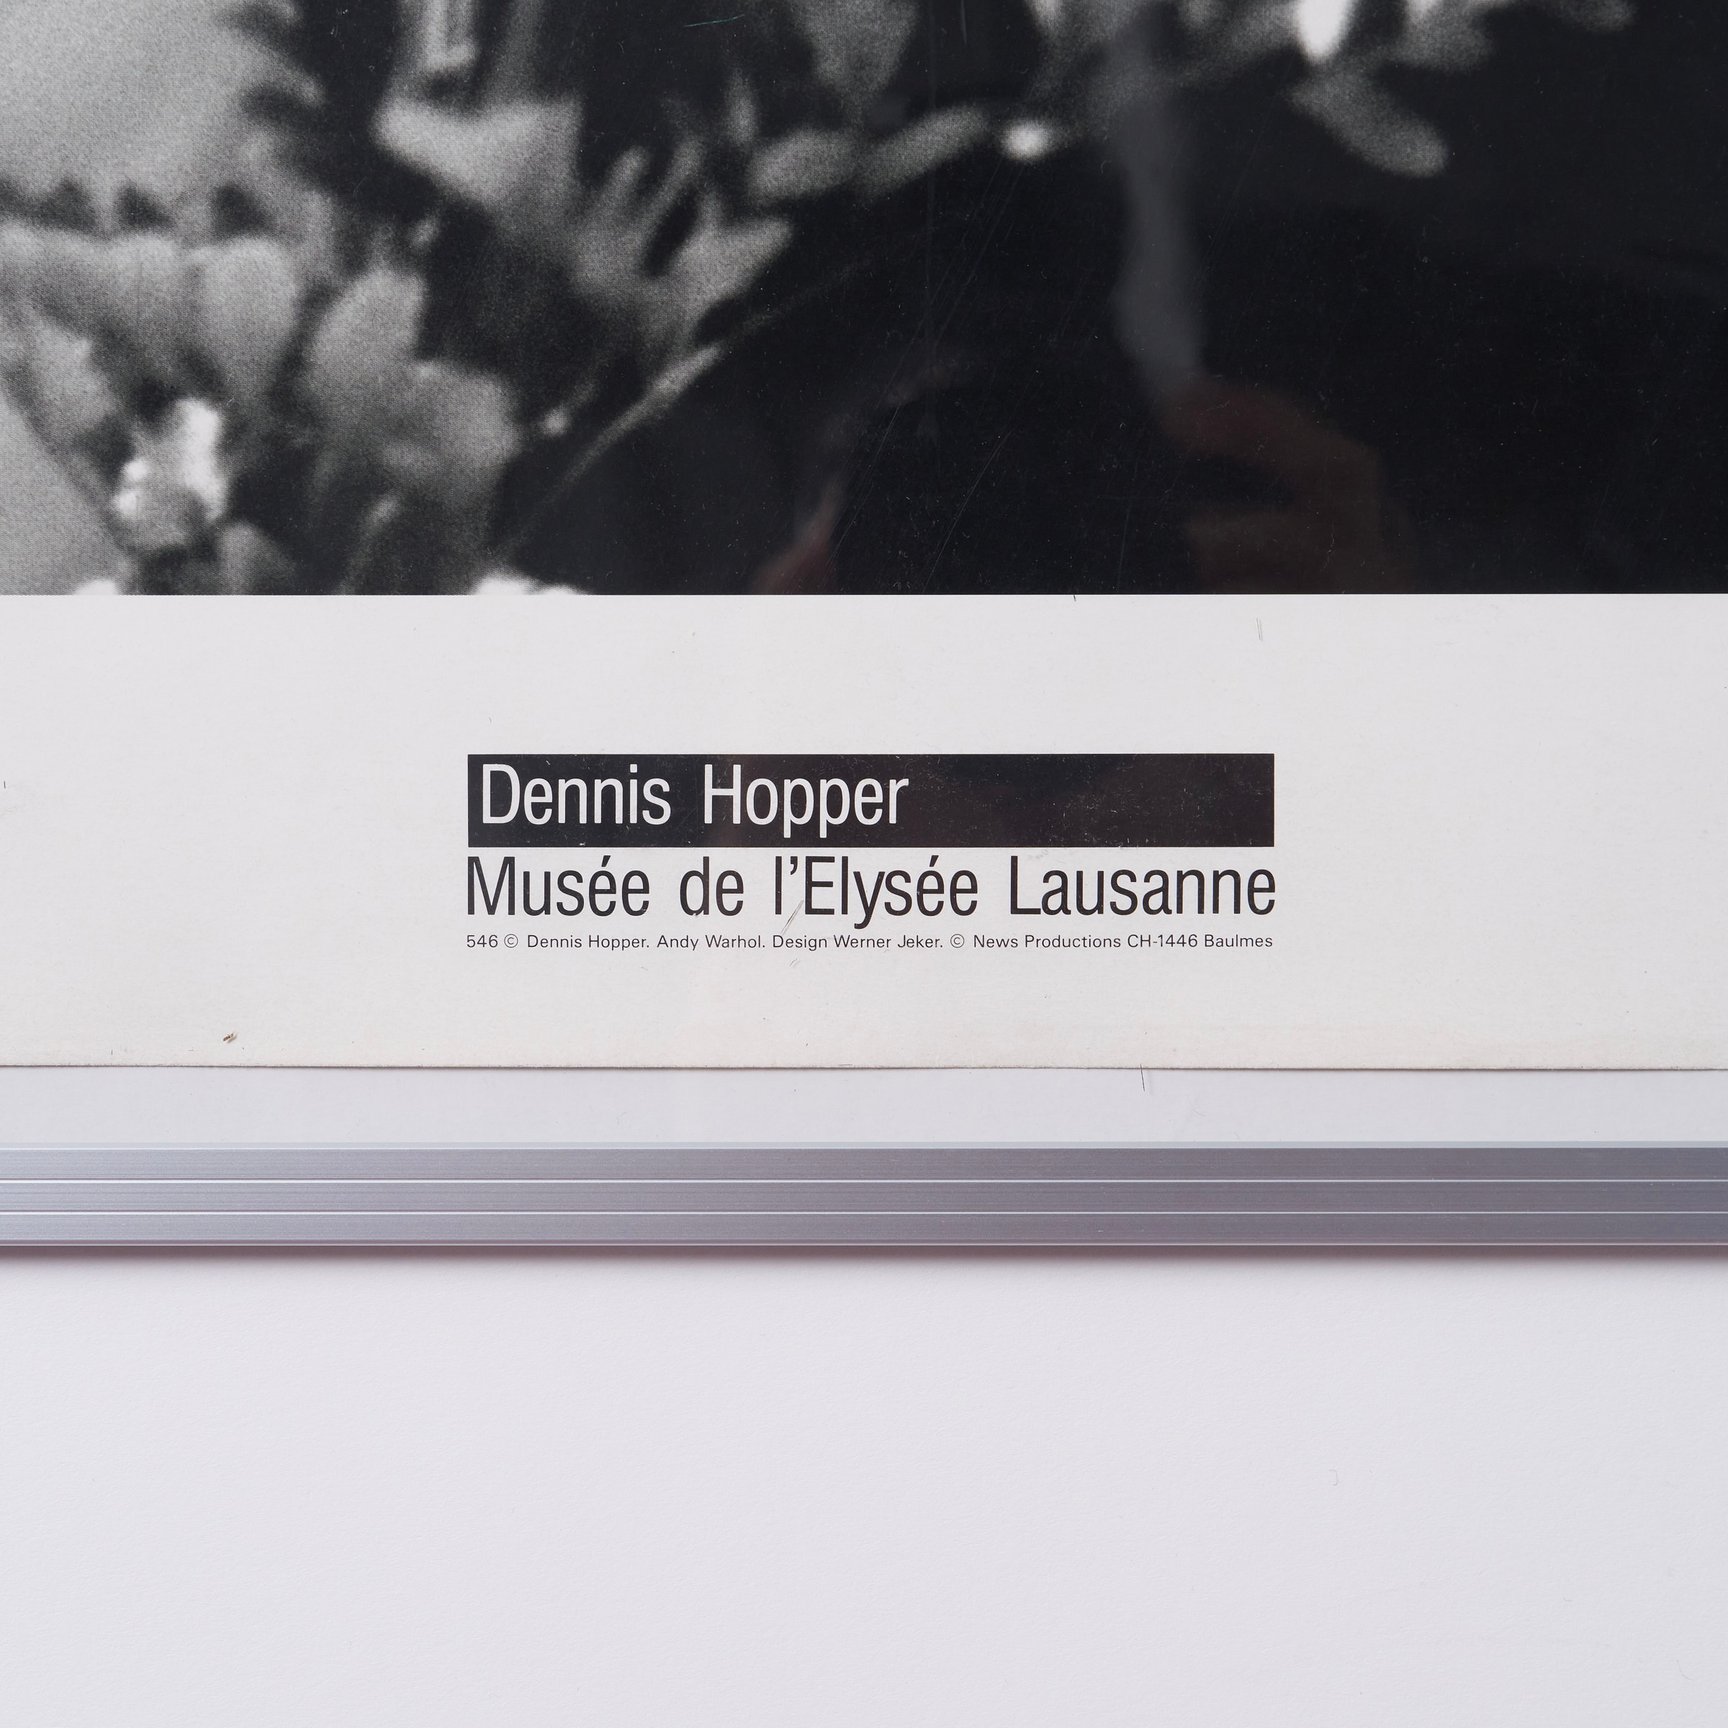 Dennis Hopper
Musée de l'Elysée Lausanne
546 © Dennis Hopper. Andy Warhol. Design Werner Jeker. © News Productions CH-1446 Baulmes